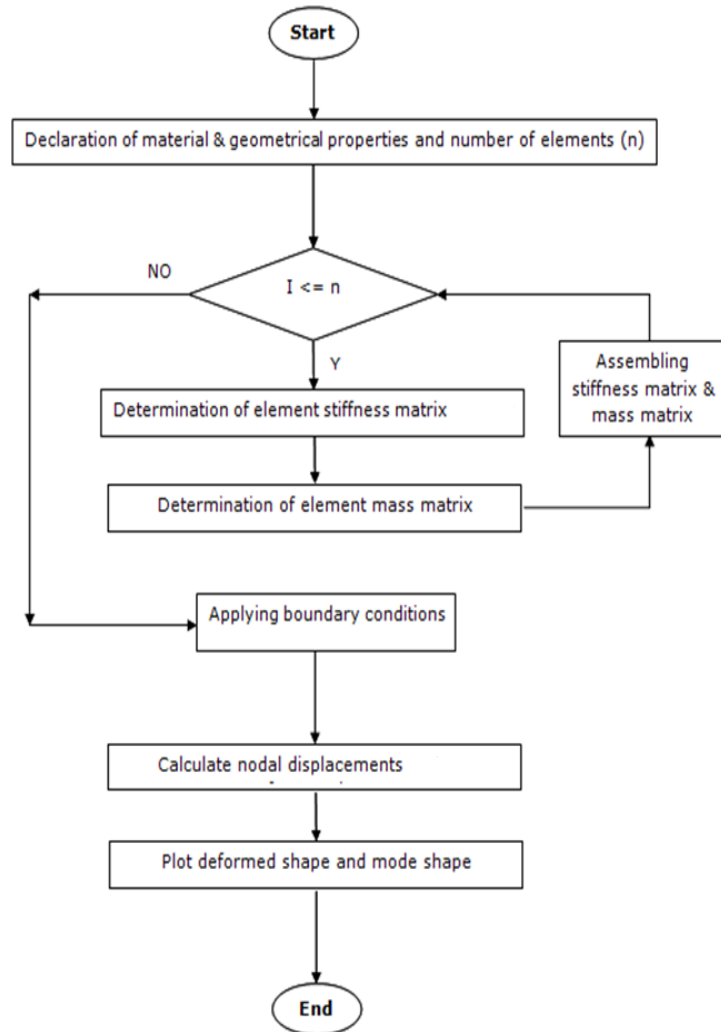 Start
Declaration of material & geometrical properties and number of elements (n)
NO
I <= n
Y
Assembling
stiffness matrix &
mass matrix
Determination of element stiffness matrix
Determination of element mass matrix
Applying boundary conditions
Calculate nodal displacements
Plot deformed shape and mode shape
End